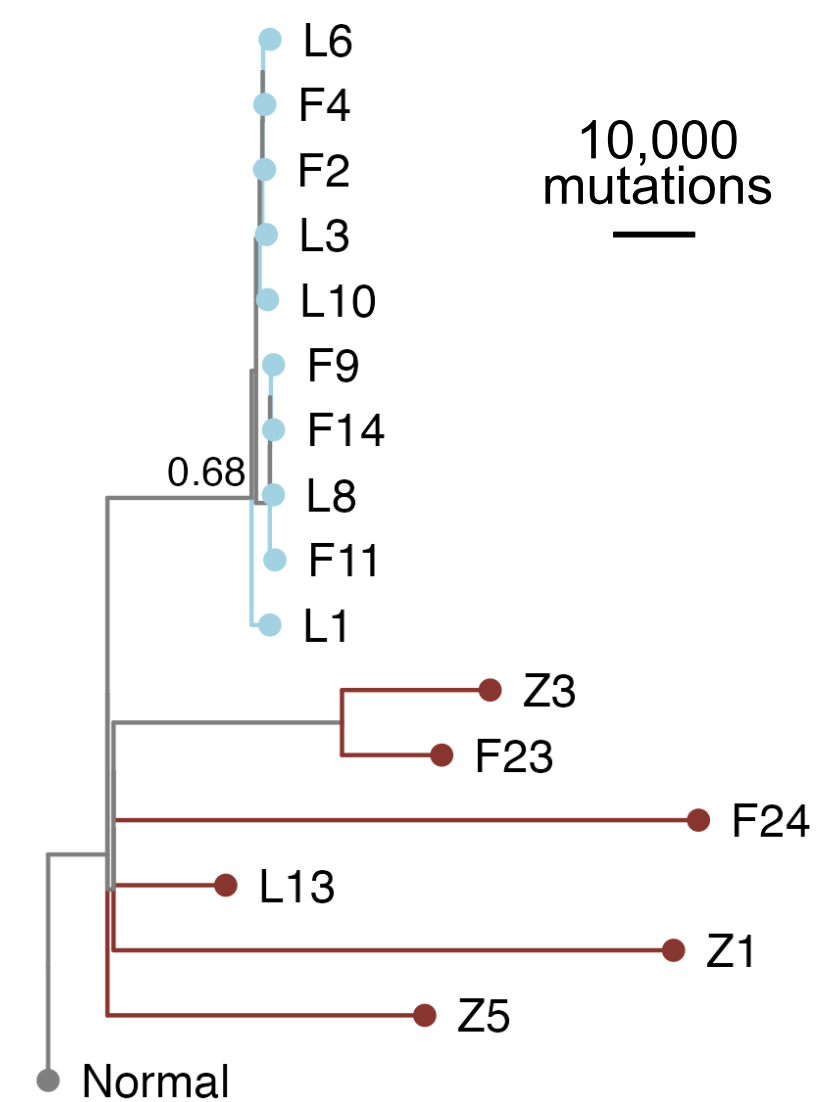 L6
F4
10,000
mutations
F2
L3
L10
F9
F14
0.68
L8
F11
L1
Z3
F23
F24
L13
Z1
Z5
Normal